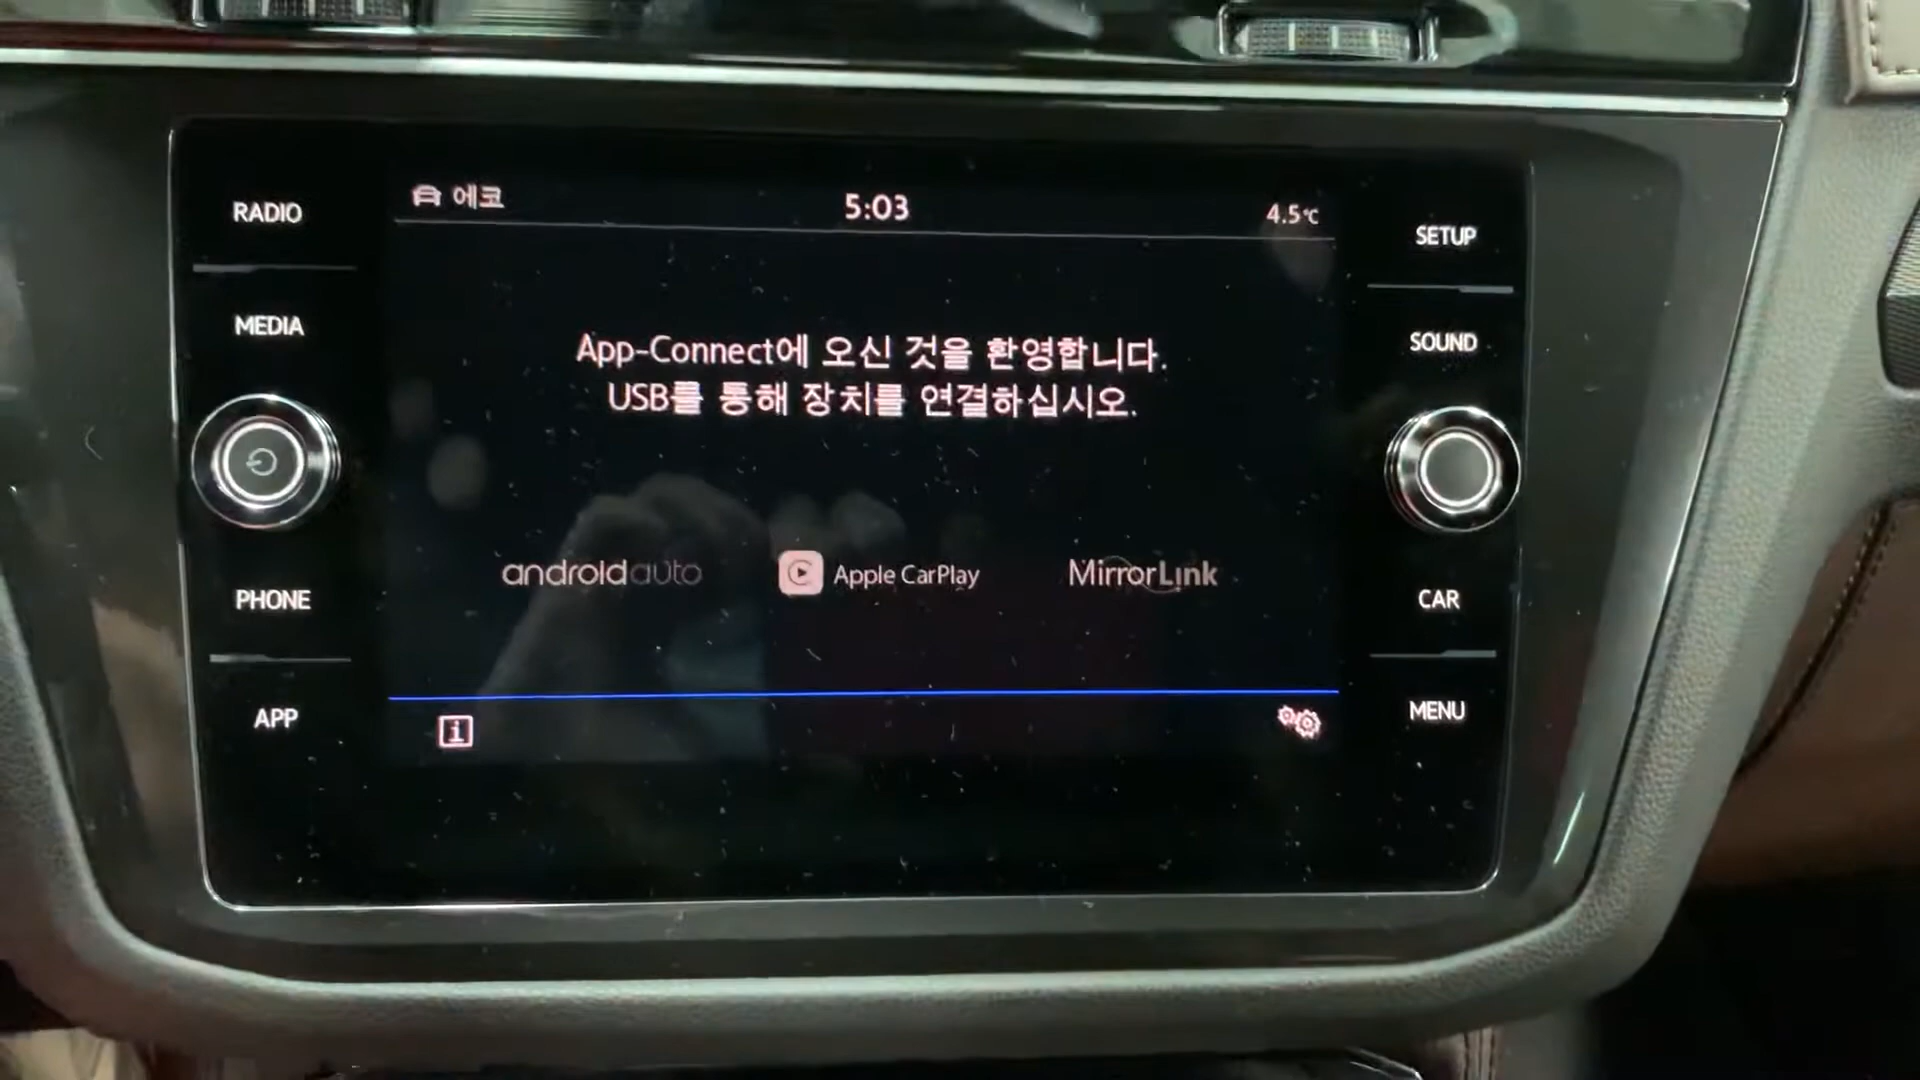 에코 5:03 4.5℃
RADIO
MEDIA
PHONE
APP
App-Connect에 오신 것을 환영합니다.
USB를 통해 장치를 연결하십시오.
androidauto Apple CarPlay MirrorLink
i
SETUP
SOUND
CAR
MENU